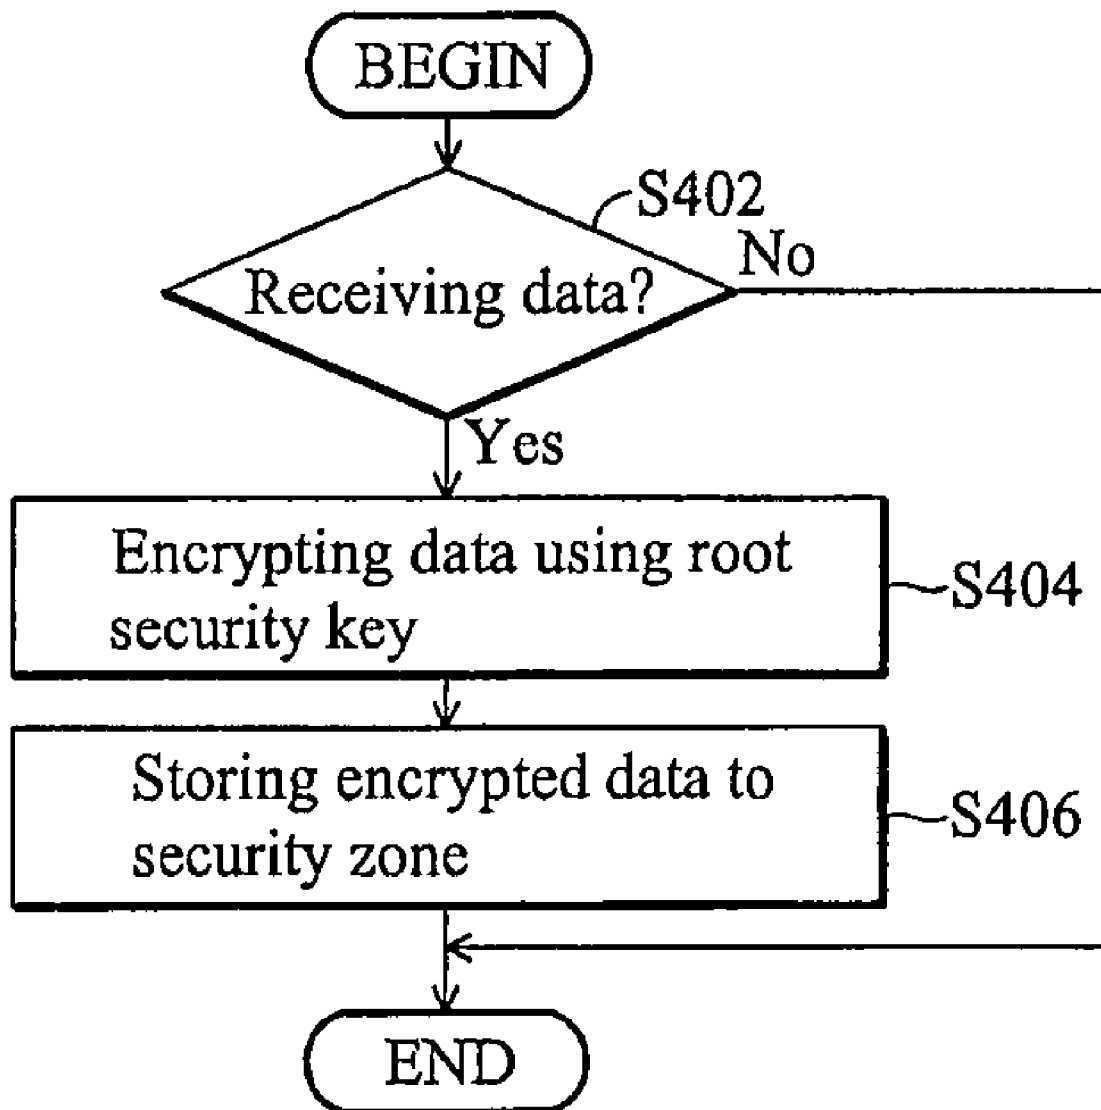 BEGIN
S402
No
Receiving data?
Yes
Encrypting data using root
security key
S404
Storing encrypted data to
security zone
S406
END